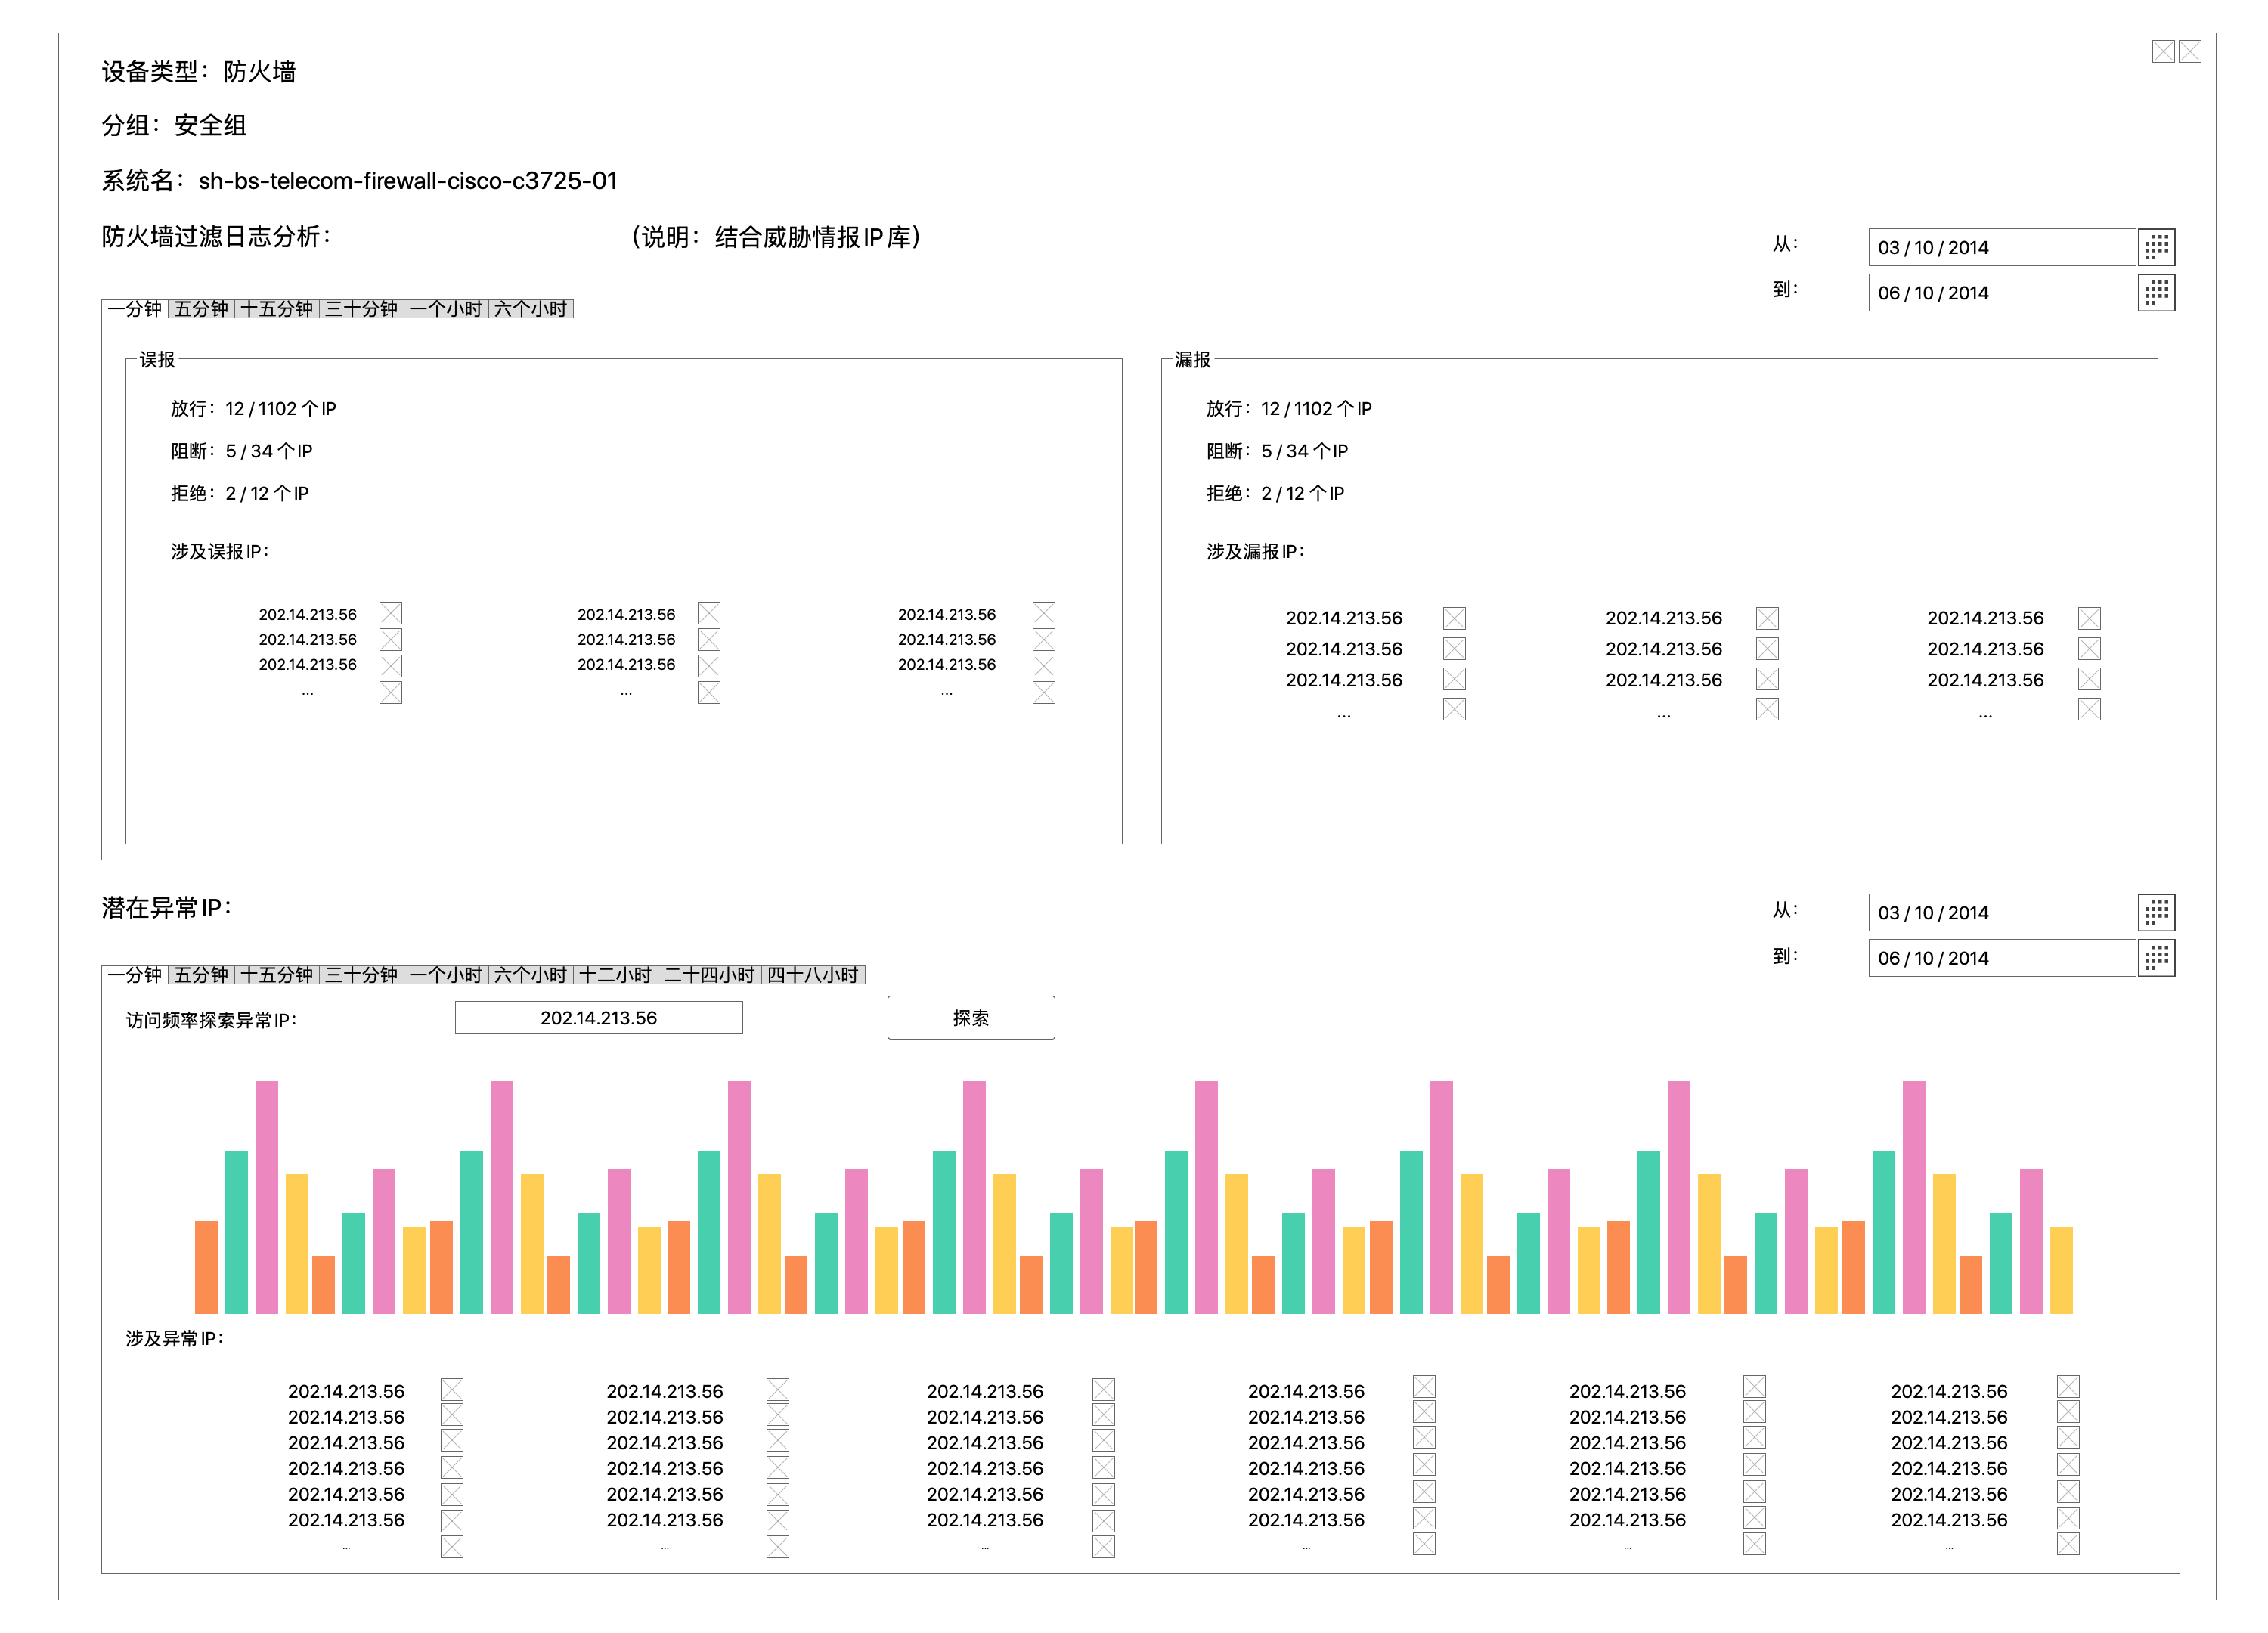 设备类型：防火墙
分组：安全组
系统名：sh-bs-telecom-firewall-cisco-c3725-01
防火墙过滤日志分析： （说明：结合威胁情报IP库）
从： 03 / 10 / 2014
到： 06 / 10 / 2014
一分钟 五分钟 十五分钟 三十分钟 一个小时 六个小时
误报
放行：12 / 1102 个IP
阻断：5 / 34 个IP
拒绝：2 / 12 个IP
涉及误报IP：
202.14.213.56 202.14.213.56 202.14.213.56
202.14.213.56 202.14.213.56 202.14.213.56
202.14.213.56 202.14.213.56 202.14.213.56
... ... ...
漏报
放行：12 / 1102 个IP
阻断：5 / 34 个IP
拒绝：2 / 12 个IP
涉及漏报IP：
202.14.213.56 202.14.213.56 202.14.213.56
202.14.213.56 202.14.213.56 202.14.213.56
202.14.213.56 202.14.213.56 202.14.213.56
... ... ...
潜在异常IP：
从： 03 / 10 / 2014
到： 06 / 10 / 2014
一分钟 五分钟 十五分钟 三十分钟 一个小时 六个小时 十二小时 二十四小时 四十八小时
访问频率探索异常IP： 202.14.213.56 探索
涉及异常IP：
202.14.213.56 202.14.213.56 202.14.213.56 202.14.213.56 202.14.213.56 202.14.213.56
202.14.213.56 202.14.213.56 202.14.213.56 202.14.213.56 202.14.213.56 202.14.213.56
202.14.213.56 202.14.213.56 202.14.213.56 202.14.213.56 202.14.213.56 202.14.213.56
202.14.213.56 202.14.213.56 202.14.213.56 202.14.213.56 202.14.213.56 202.14.213.56
202.14.213.56 202.14.213.56 202.14.213.56 202.14.213.56 202.14.213.56 202.14.213.56
202.14.213.56 202.14.213.56 202.14.213.56 202.14.213.56 202.14.213.56 202.14.213.56
... ... ... ... ... ...